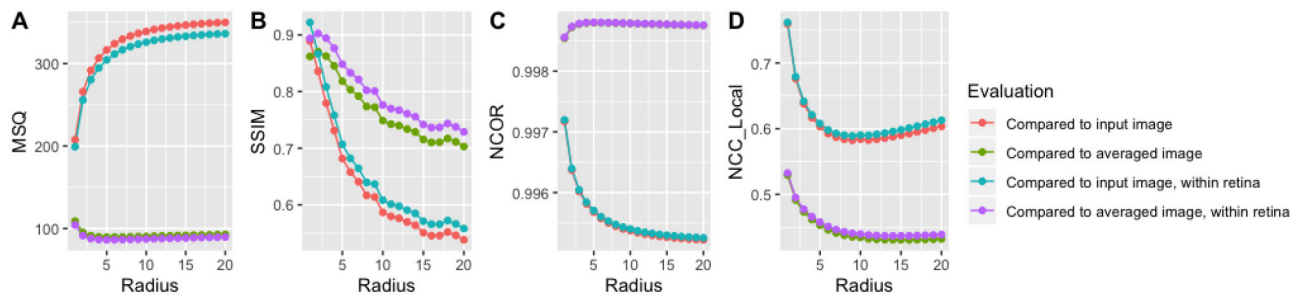 A
MSQ
300
200
100
5
10
15
20
Radius
B
SSIM
0.9
0.8
0.7
0.6
5
10
15
20
Radius
C
NCOR
0.998
0.997
0.996
5
10
15
20
Radius
D
NCC_Local
0.7
0.6
0.5
5
10
15
20
Radius
Evaluation
Compared to input image
Compared to averaged image
Compared to input image, within retina
Compared to averaged image, within retina